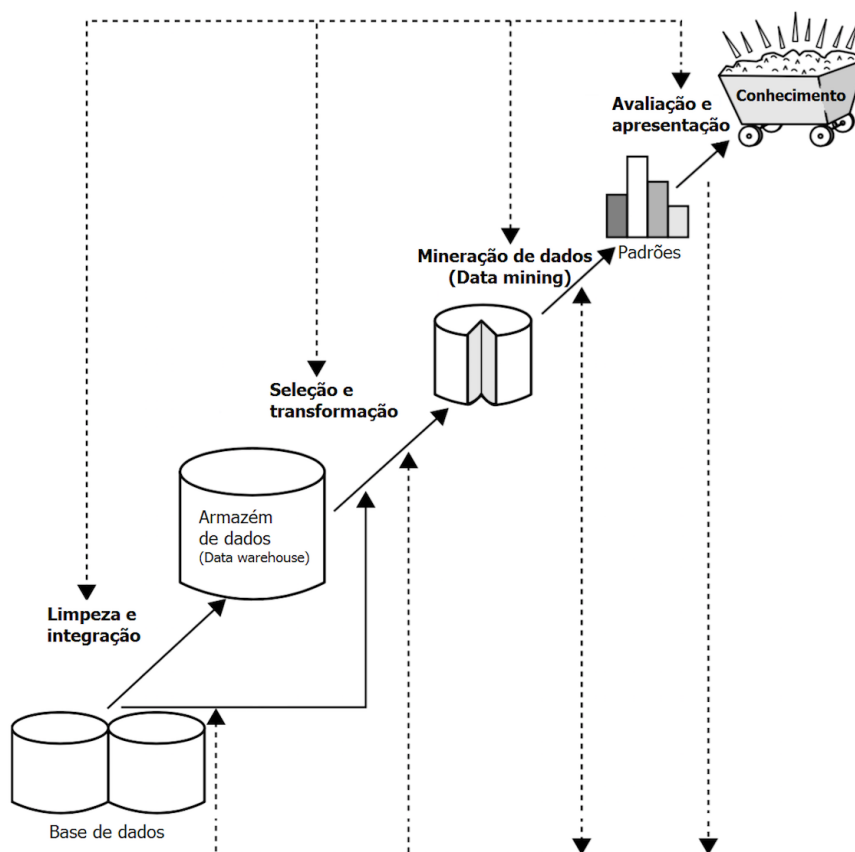 Conhecimento
Avaliação e
apresentação
Padrões
Mineração de dados
(Data mining)
Seleção e
transformação
Armazém
de dados
(Data warehouse)
Limpeza e
integração
Base de dados